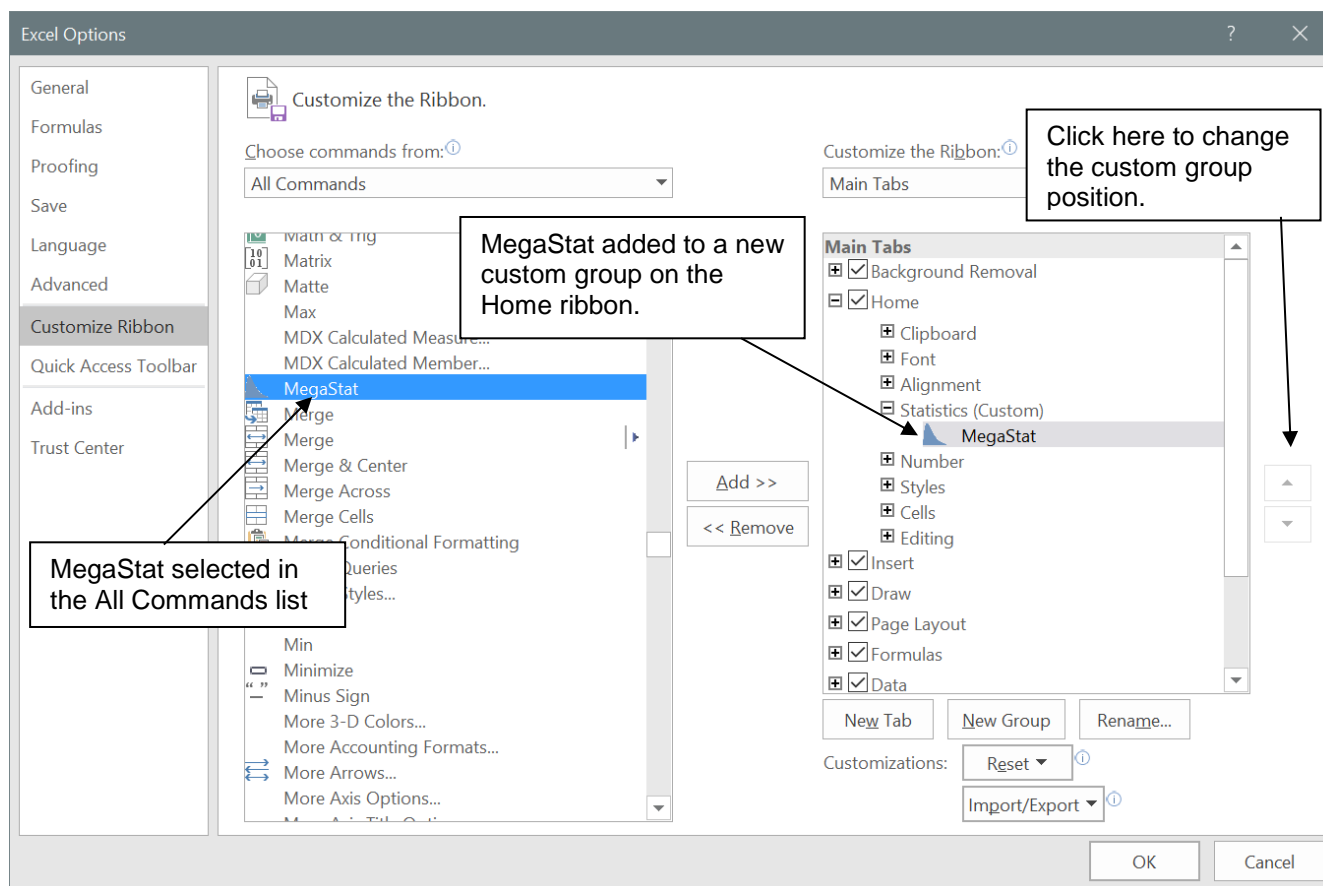 Excel Options
?
General
Formulas
Proofing
Save
Language
Advanced
Customize Ribbon
Quick Access Toolbar
Add-ins
Trust Center
Customize the Ribbon.
Choose commands from:
All Commands
Math & Trig
Matrix
Matte
Max
MDX Calculated Measure...
MDX Calculated Member...
MegaStat
Merge
Merge
Merge & Center
Merge Across
Merge Cells
Merge Conditional Formatting
Queries
Styles...
Min
Minimize
Minus Sign
More 3-D Colors...
More Accounting Formats...
More Arrows...
More Axis Options...
MegaStat selected in
the All Commands list
MegaStat added to a new
custom group on the
Home ribbon.
Add >>
<< Remove
Customize the Ribbon:
Main Tabs
Click here to change
the custom group
position.
Main Tabs
Background Removal
Home
Clipboard
Font
Alignment
Statistics (Custom)
MegaStat
Number
Styles
Cells
Editing
Insert
Draw
Page Layout
Formulas
Data
New Tab
New Group
Rename...
Customizations:
Reset
Import/Export
OK
Cancel